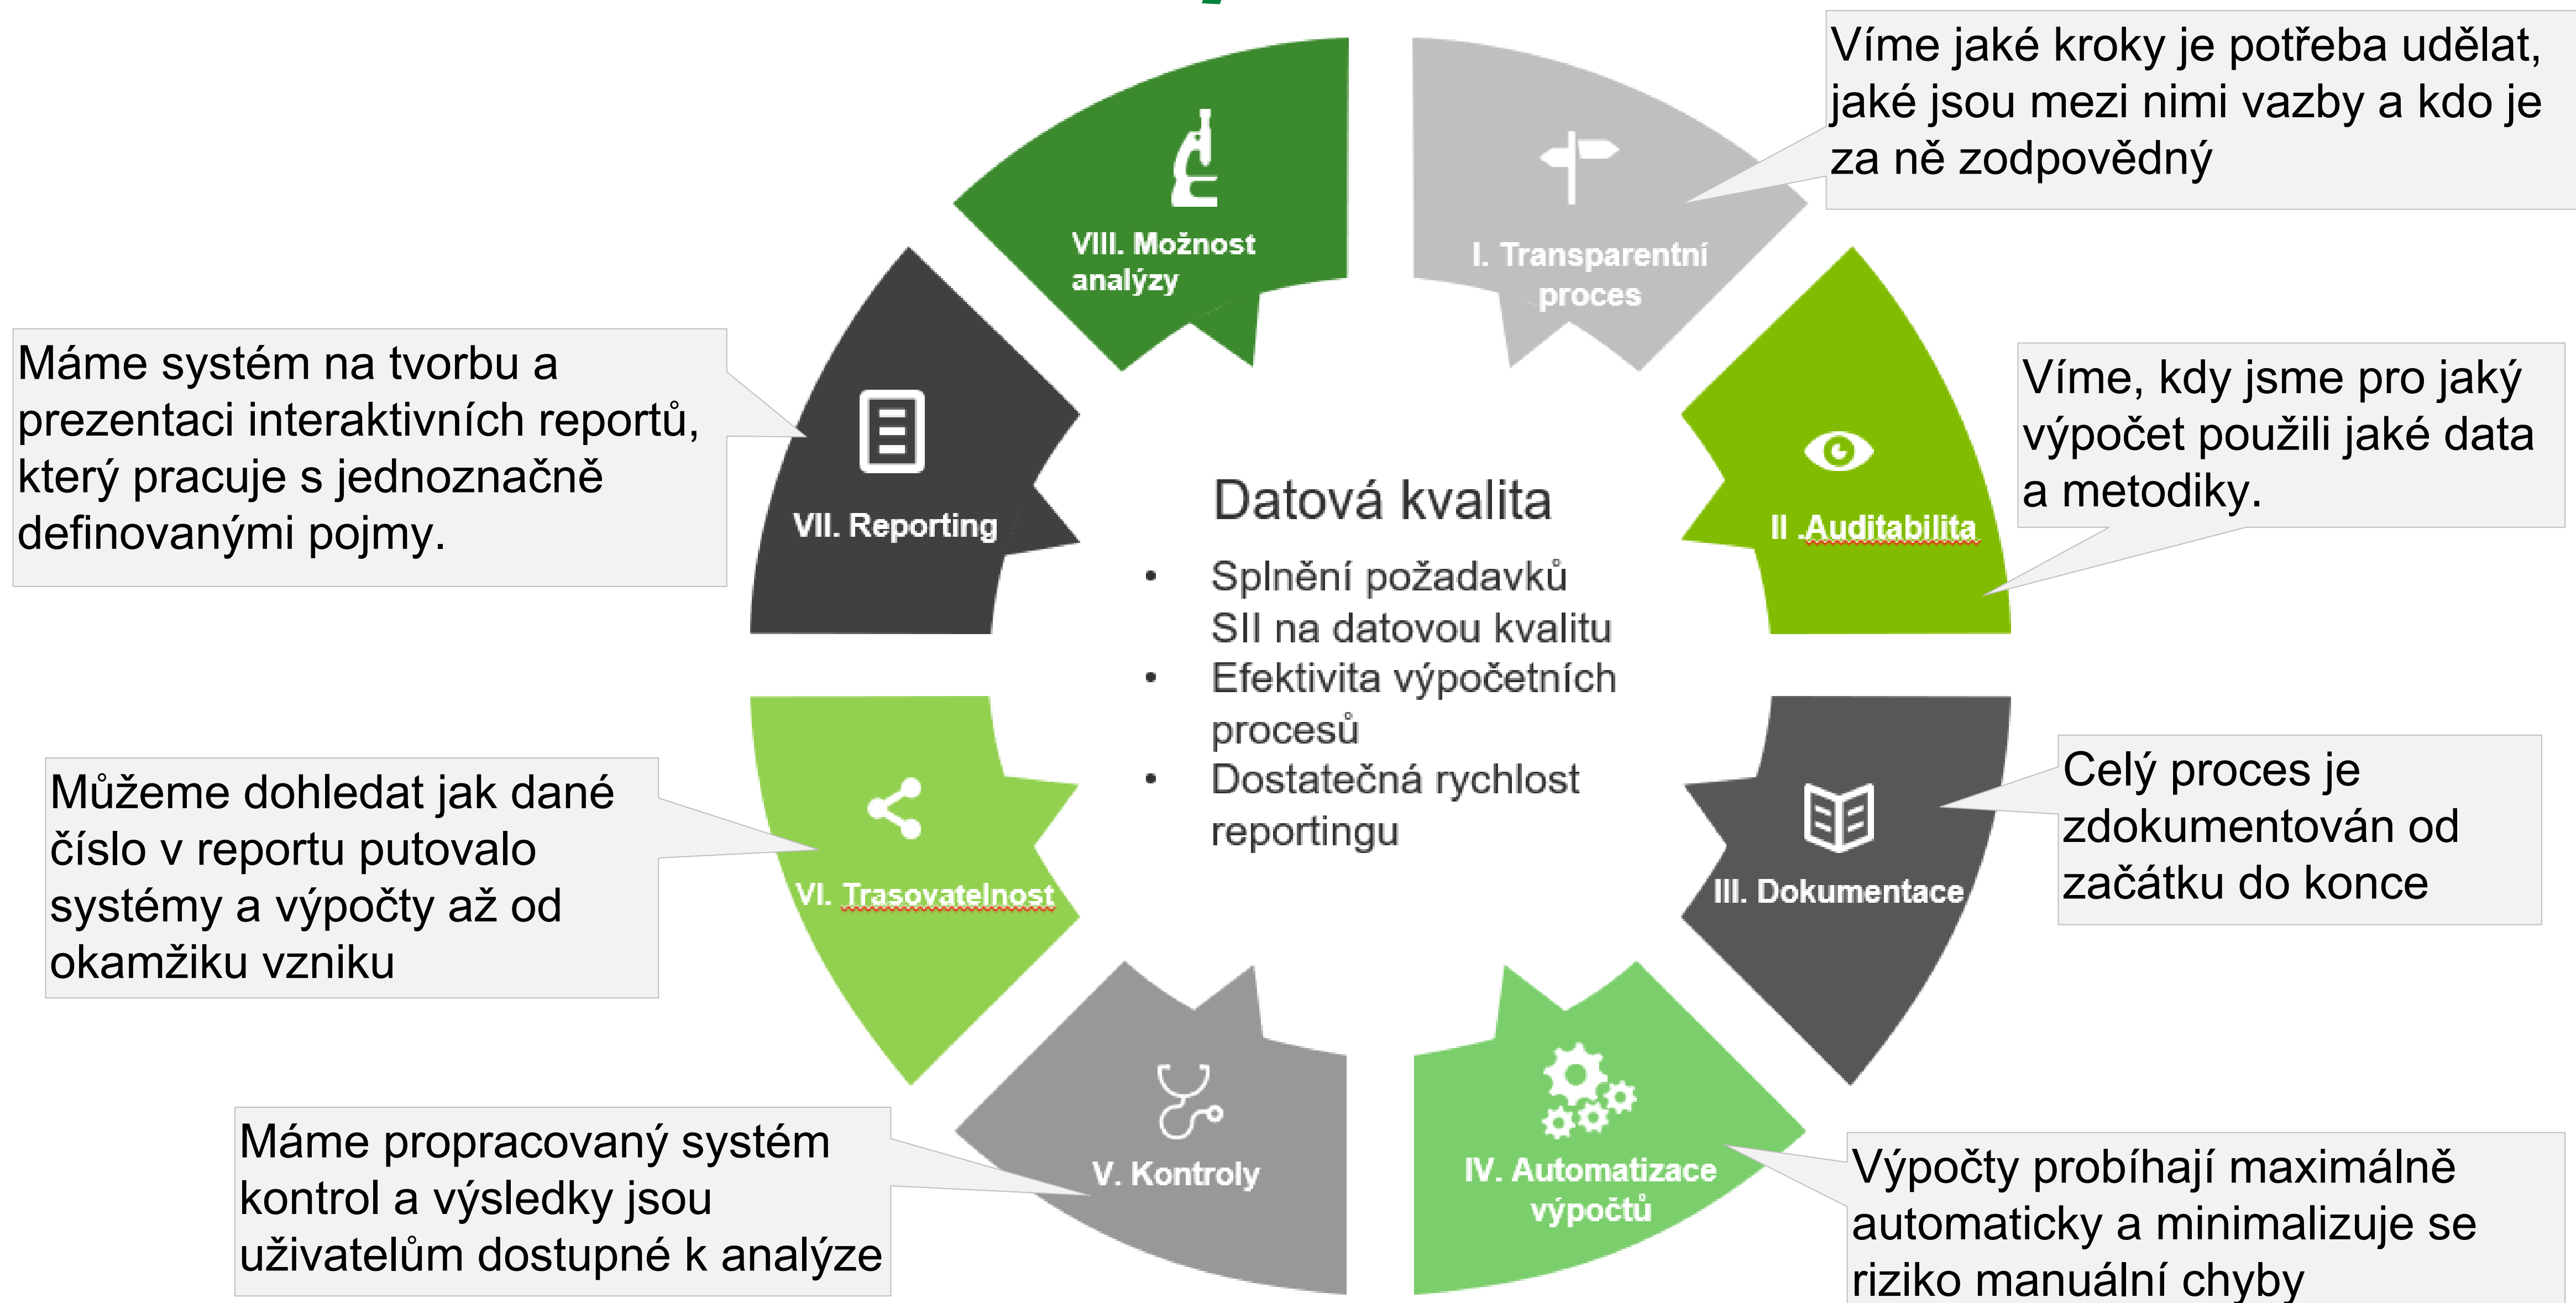 Víme jaké kroky je potřeba udělat,
jaké jsou mezi nimi vazby a kdo je
za ně zodpovědný
VIII. Možnost
analýzy
I. Transparentní
proces
Máme systém na tvorbu a
prezentaci interaktivních reportů,
který pracuje s jednoznačně
definovanými pojmy.
VII. Reporting
Víme, kdy jsme pro jaký
výpočet použili jaké data
a metodiky.
II .Auditabilita
Datová kvalita
• Splnění požadavků
SII na datovou kvalitu
• Efektivita výpočetních
procesů
• Dostatečná rychlost
reportingu
Můžeme dohledat jak dané
číslo v reportu putovalo
systémy a výpočty až od
okamžiku vzniku
VI. Trasovatelnost
III. Dokumentace
Celý proces je
zdokumentován od
začátku do konce
Máme propracovaný systém
kontrol a výsledky jsou
uživatelům dostupné k analýze
V. Kontroly
IV. Automatizace
výpočtů
Výpočty probíhají maximálně
automaticky a minimalizuje se
riziko manuální chyby